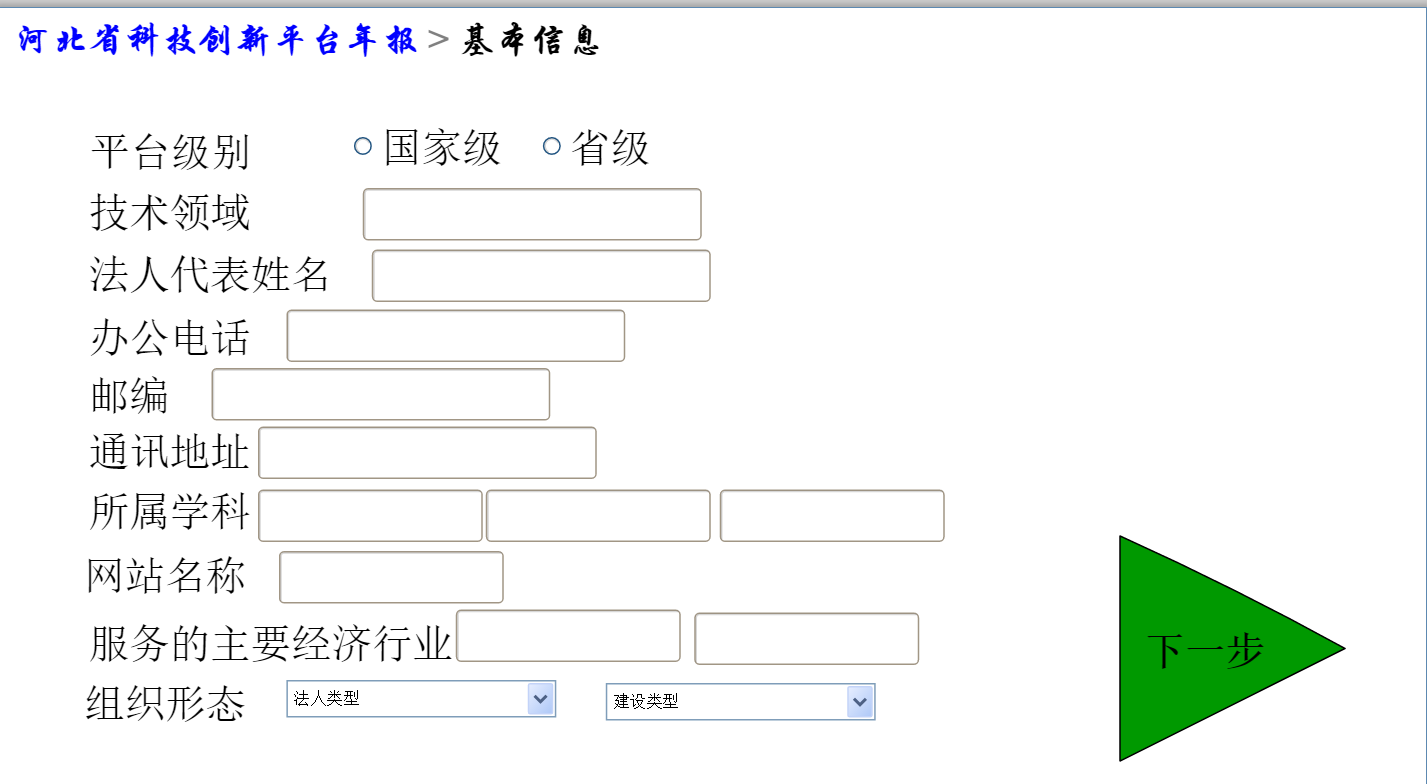 河北省科技创新平台年报 > 基本信息
平台级别 国家级 省级
技术领域
法人代表姓名
办公电话
邮编
通讯地址
所属学科
网站名称
服务的主要经济行业
组织形态 法人类型 建设类型
下一步